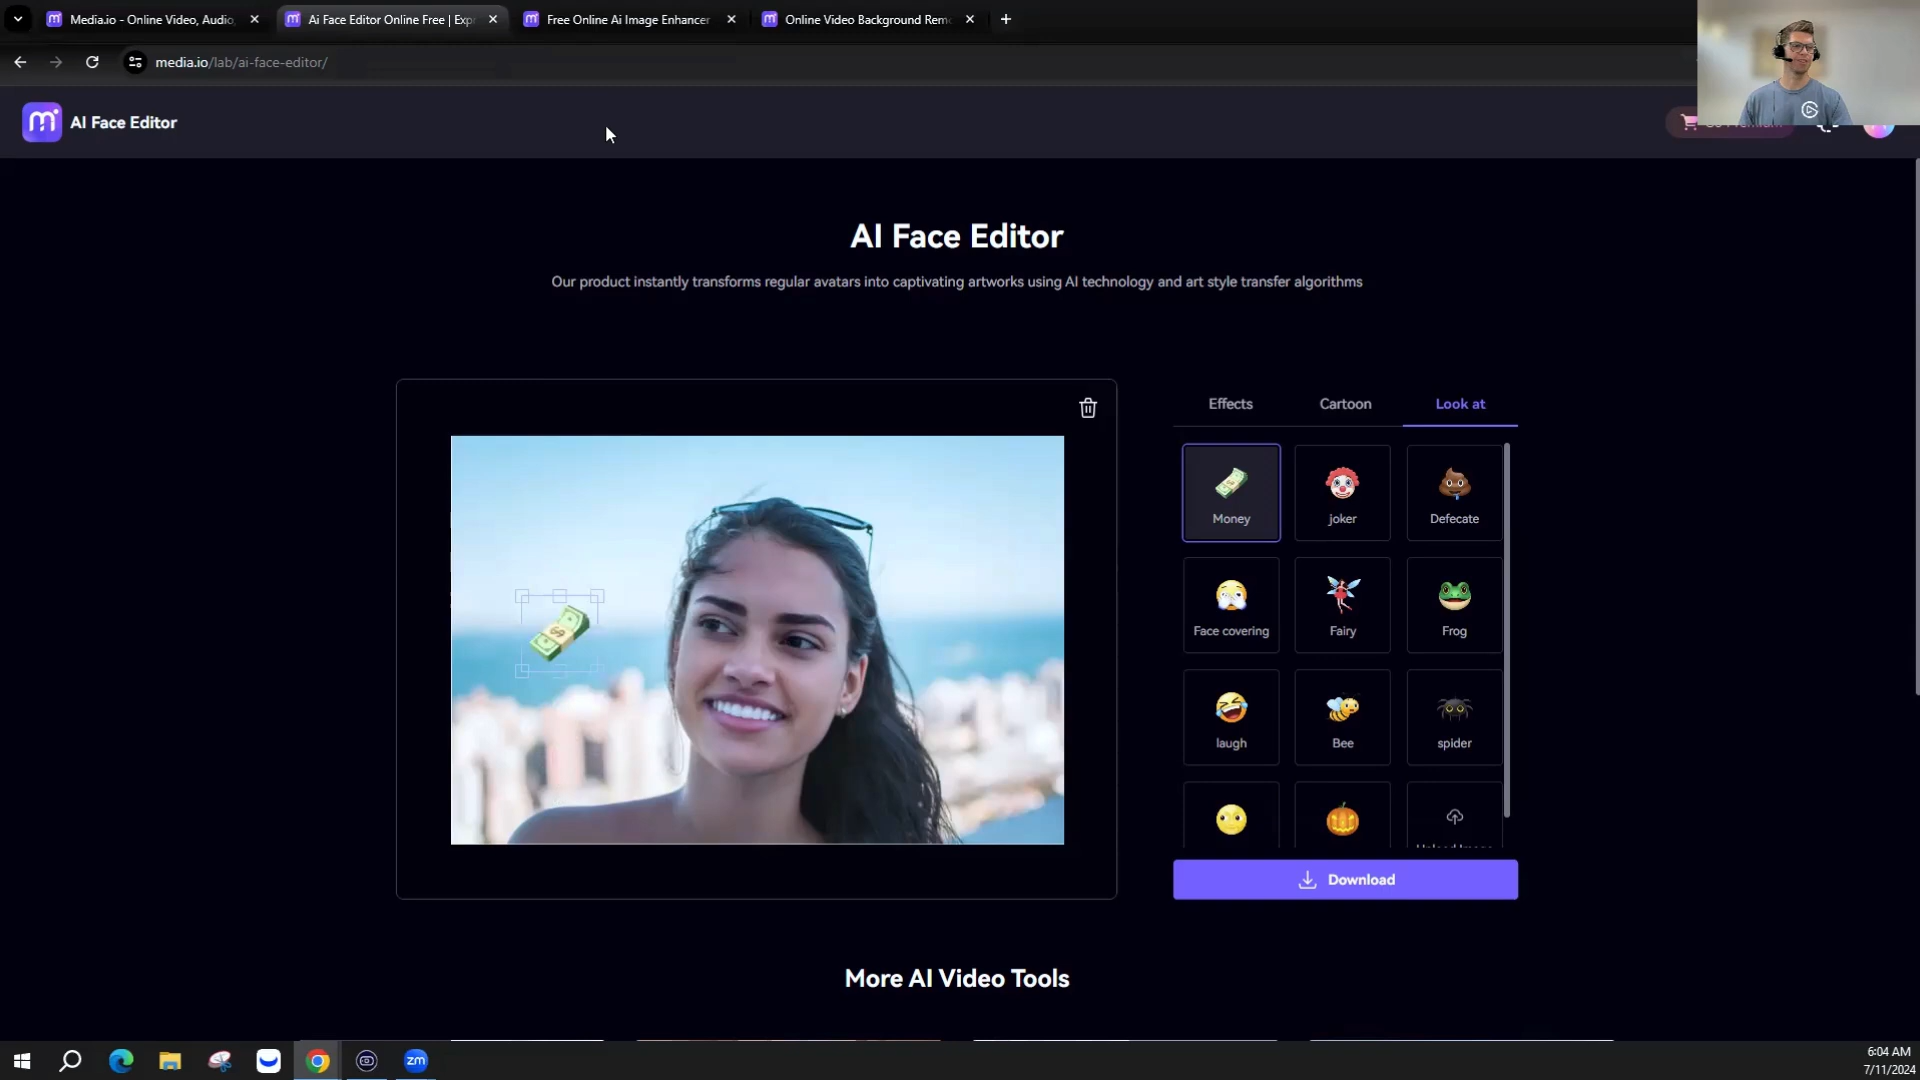 Media.io - Online Video, Audio,
Ai Face Editor Online Free | Exp
Free Online Ai Image Enhancer
Online Video Background Rem
media.io/lab/ai-face-editor/
AI Face Editor
AI Face Editor
Our product instantly transforms regular avatars into captivating artworks using AI technology and art style transfer algorithms
Effects
Cartoon
Look at
Money
joker
Defecate
Face covering
Fairy
Frog
laugh
Bee
spider
Download
More AI Video Tools
zm
6:04 AM
7/11/2024